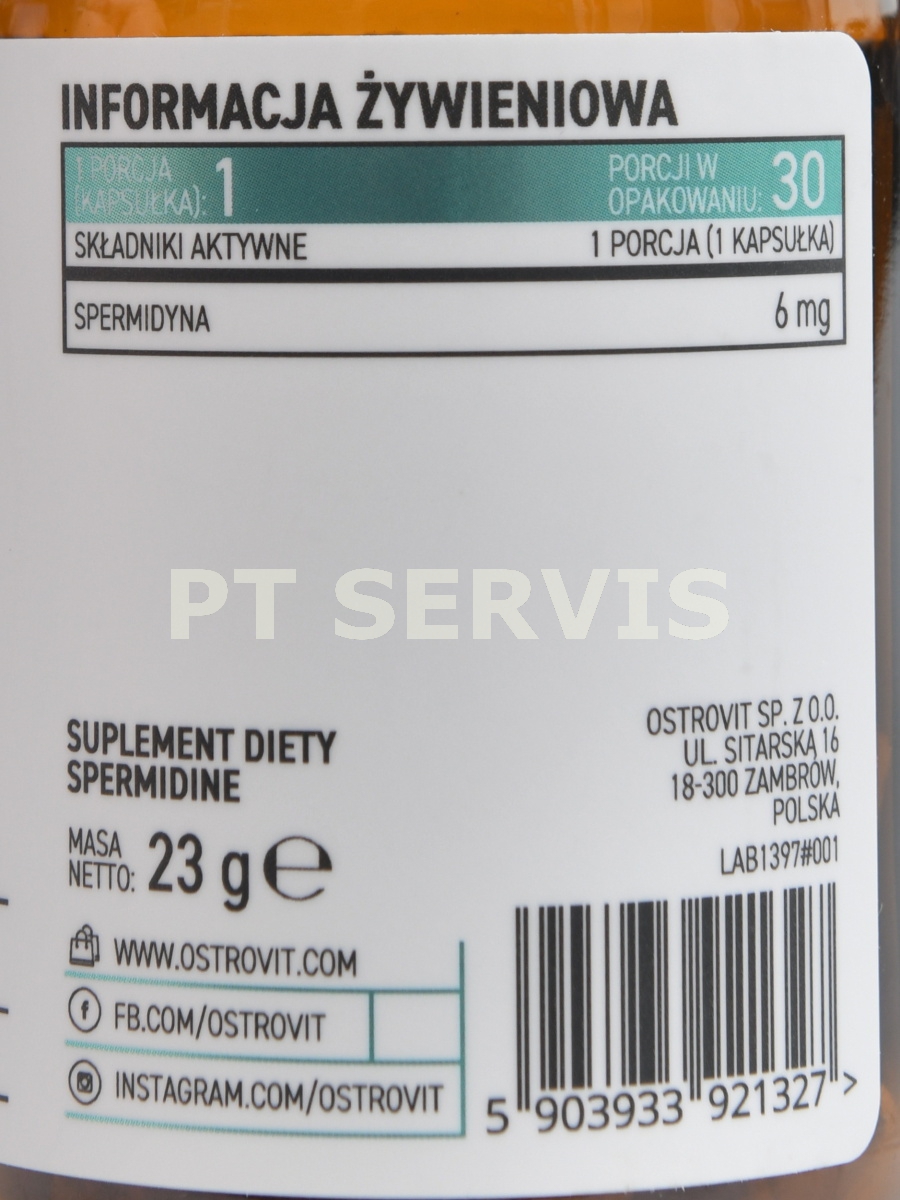 INFORMACJA ŻYWIENIOWA
1 PORCJA
(KAPSUŁKA): 1
PORCJI W
OPAKOWANIU: 30
SKŁADNIKI AKTYWNE 1 PORCJA (1 KAPSUŁKA)
SPERMIDYNA 6 mg
PT SERVIS
SUPLEMENT DIETY
SPERMIDINE
MASA
NETTO: 23 g ℮
OSTROVIT SP. Z O.O.
UL. SITARSKA 16
18-300 ZAMBRÓW,
POLSKA
LAB1397#001
WWW.OSTROVIT.COM
FB.COM/OSTROVIT
INSTAGRAM.COM/OSTROVIT
5 903933 921327 >